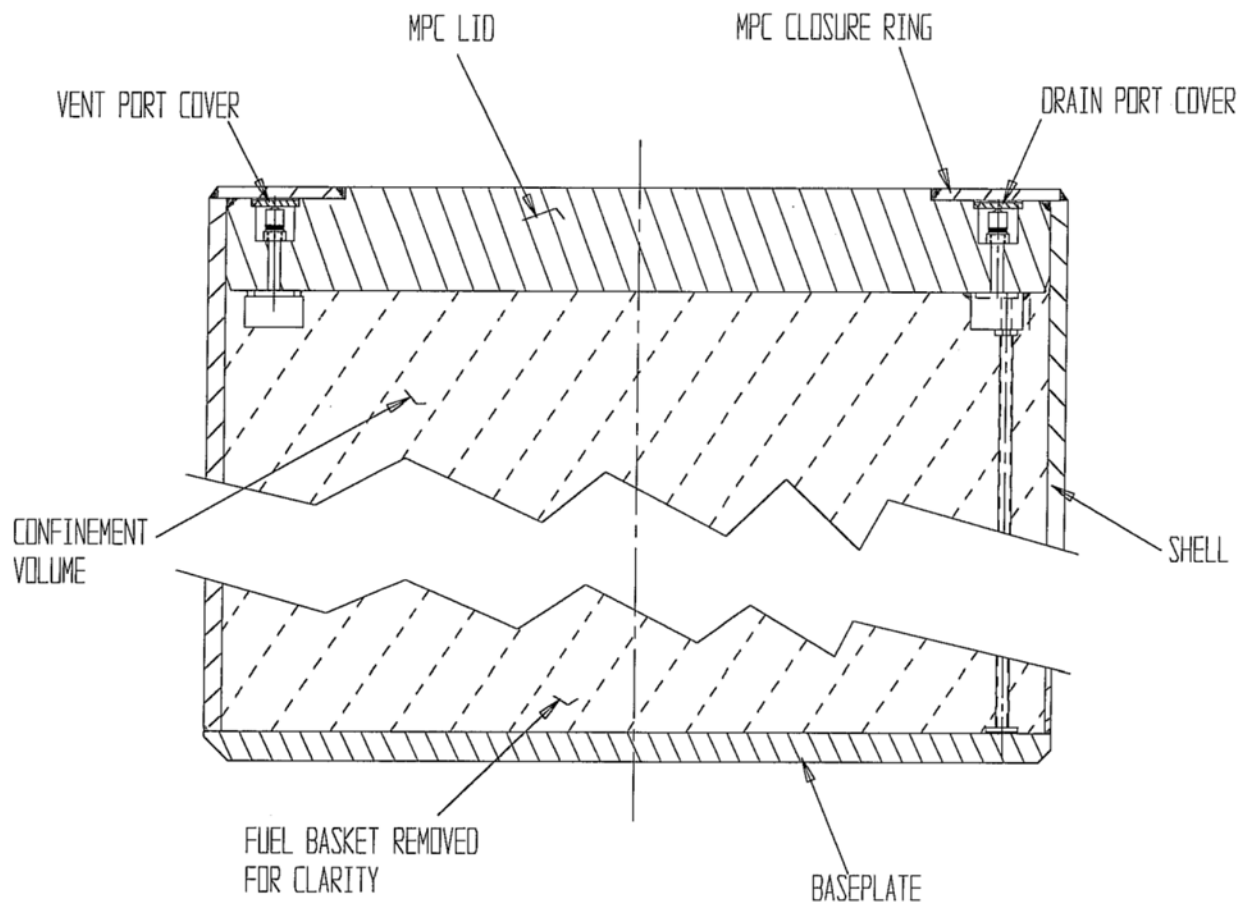 MPC LID
MPC CLOSURE RING
VENT PORT COVER
DRAIN PORT COVER
CONFINEMENT
VOLUME
SHELL
FUEL BASKET REMOVED
FOR CLARITY
BASEPLATE